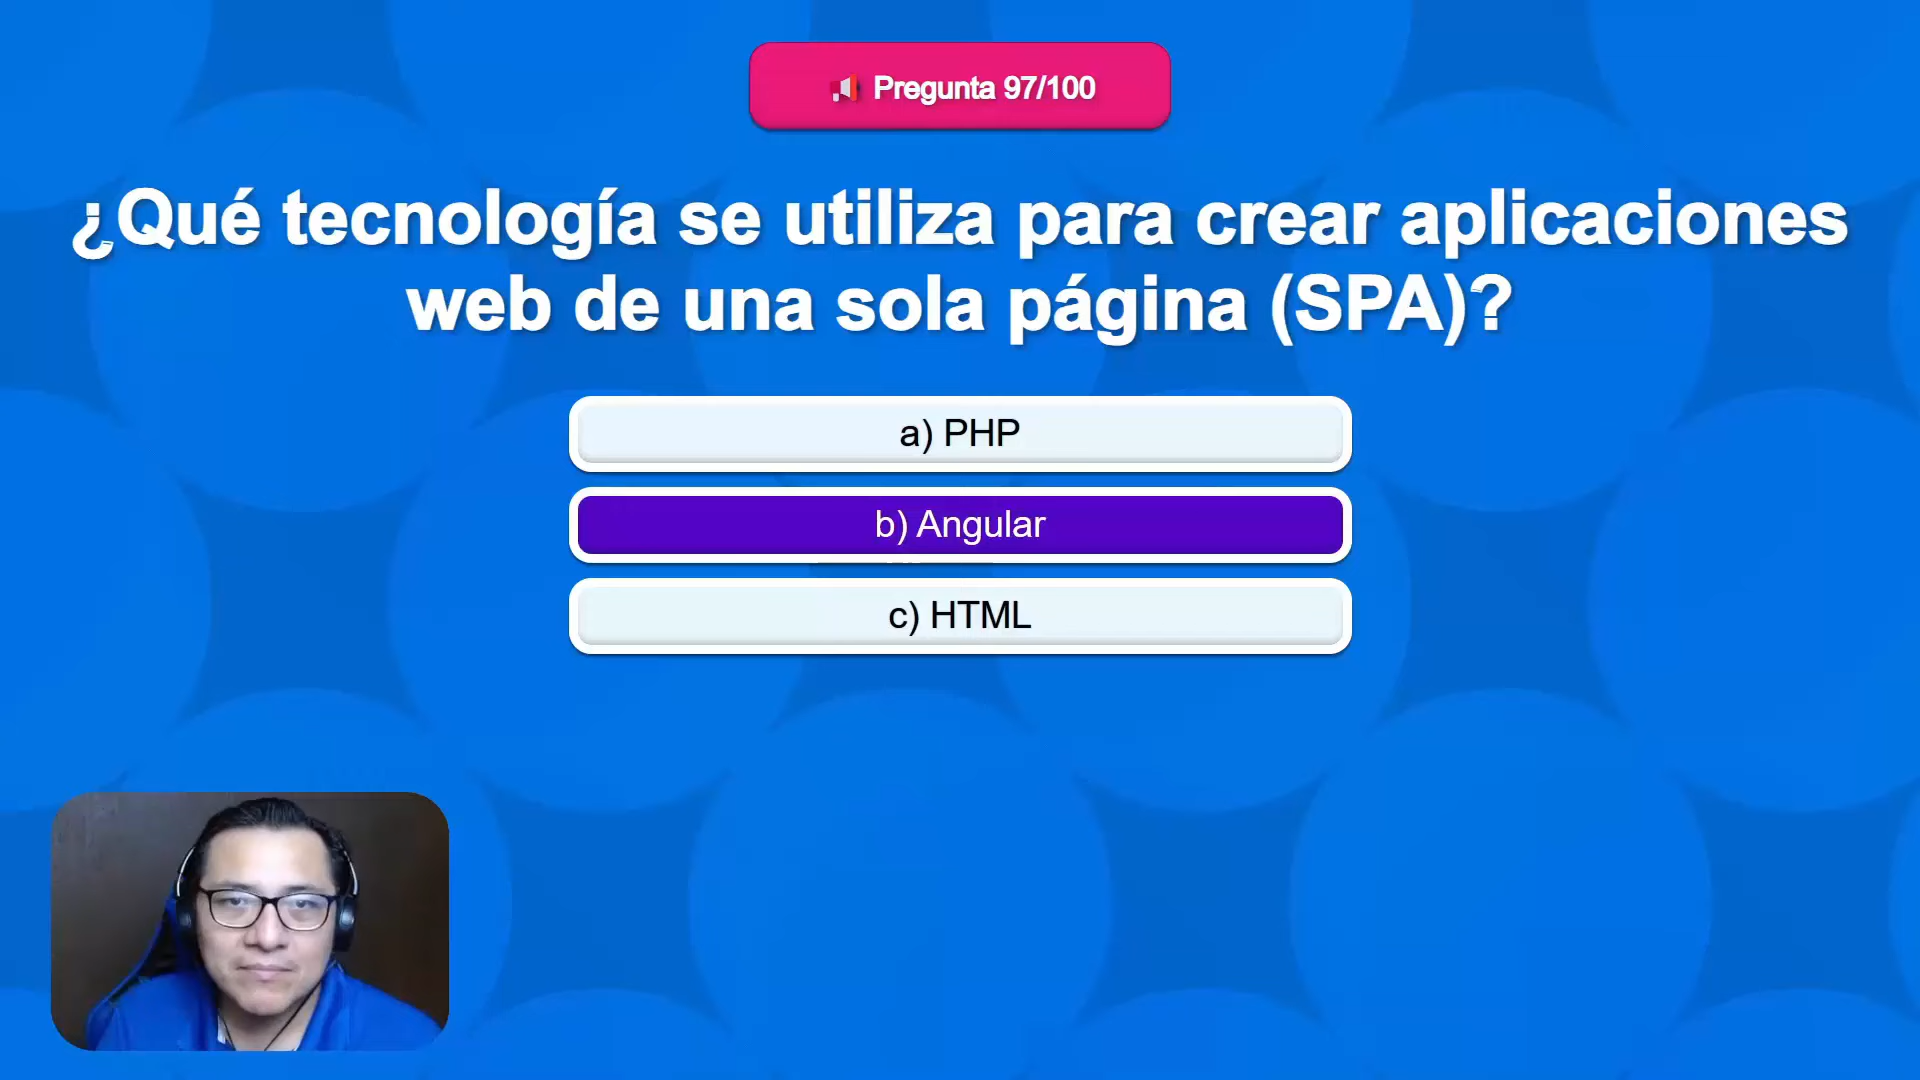 Pregunta 97/100
¿Qué tecnología se utiliza para crear aplicaciones
web de una sola página (SPA)?
a) PHP
b) Angular
c) HTML